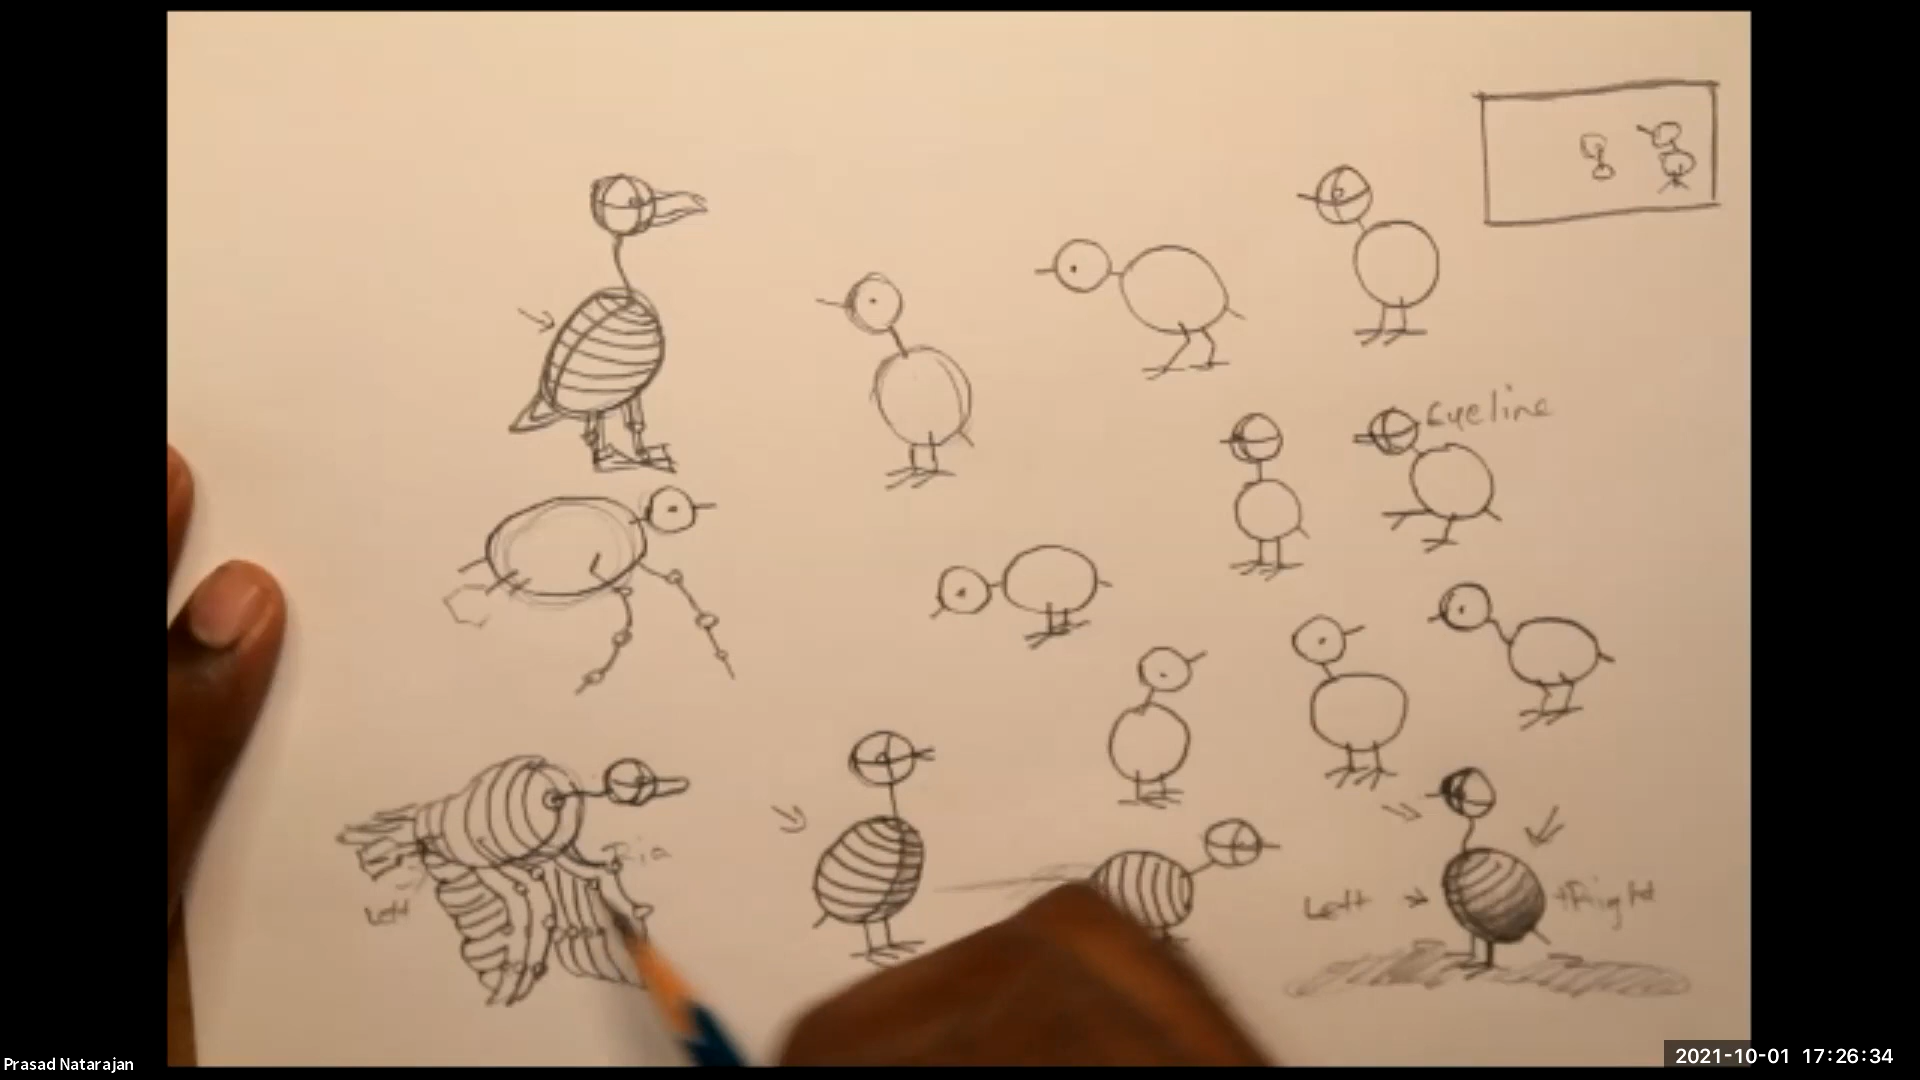 Eyeline
Left
Left
Right
Prasad Natarajan
2021-10-01 17:26:34